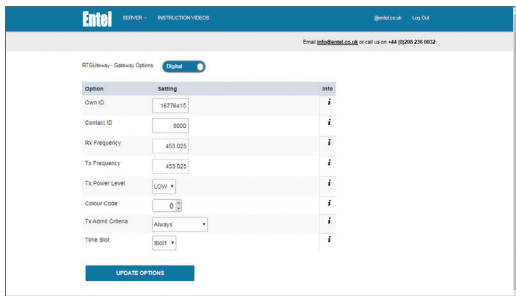 Entel SERVER INSTRUCTION VIDEOS @entel.co.uk Log Out
Email info@entel.co.uk or call us on +44 (0)208 236 0032
RTGUteway - Gateway Options Digital
Option Setting Info
Own ID 16776415 i
Contact ID 9000 i
Rx Frequency 453.025 i
Tx Frequency 453.025 i
Tx Power Level LOW i
Colour Code 0 i
Tx Admit Criteria Always i
Time Slot Slot1 i
UPDATE OPTIONS